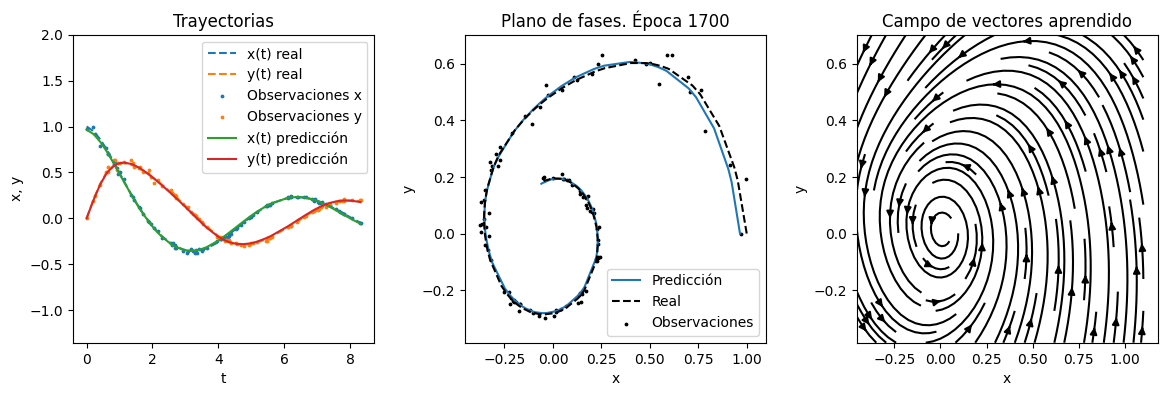 Trayectorias
2.0
1.5
1.0
0.5
0.0
−0.5
−1.0
x, y
0
2
4
6
8
t
x(t) real
y(t) real
Observaciones x
Observaciones y
x(t) predicción
y(t) predicción
Plano de fases. Época 1700
0.6
0.4
0.2
0.0
−0.2
y
−0.25
0.00
0.25
0.50
0.75
1.00
x
Predicción
Real
Observaciones
Campo de vectores aprendido
0.6
0.4
0.2
0.0
−0.2
y
−0.25
0.00
0.25
0.50
0.75
1.00
x